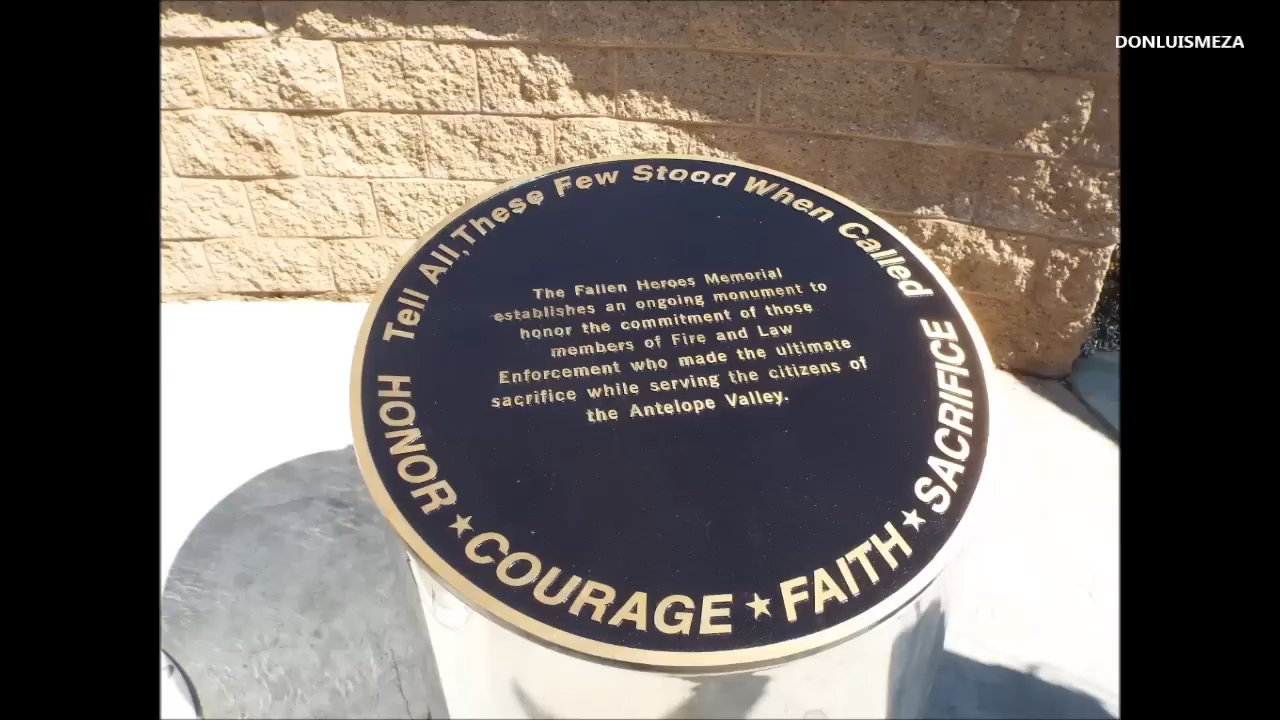 DONLUISMEZA
Tell All, These Few Stood When Called
The Fallen Heroes Memorial
establishes an ongoing monument to
honor the commitment of those
members of Fire and Law
Enforcement who made the ultimate
sacrifice while serving the citizens of
the Antelope Valley.
HONOR ★ COURAGE ★ FAITH ★ SACRIFICE